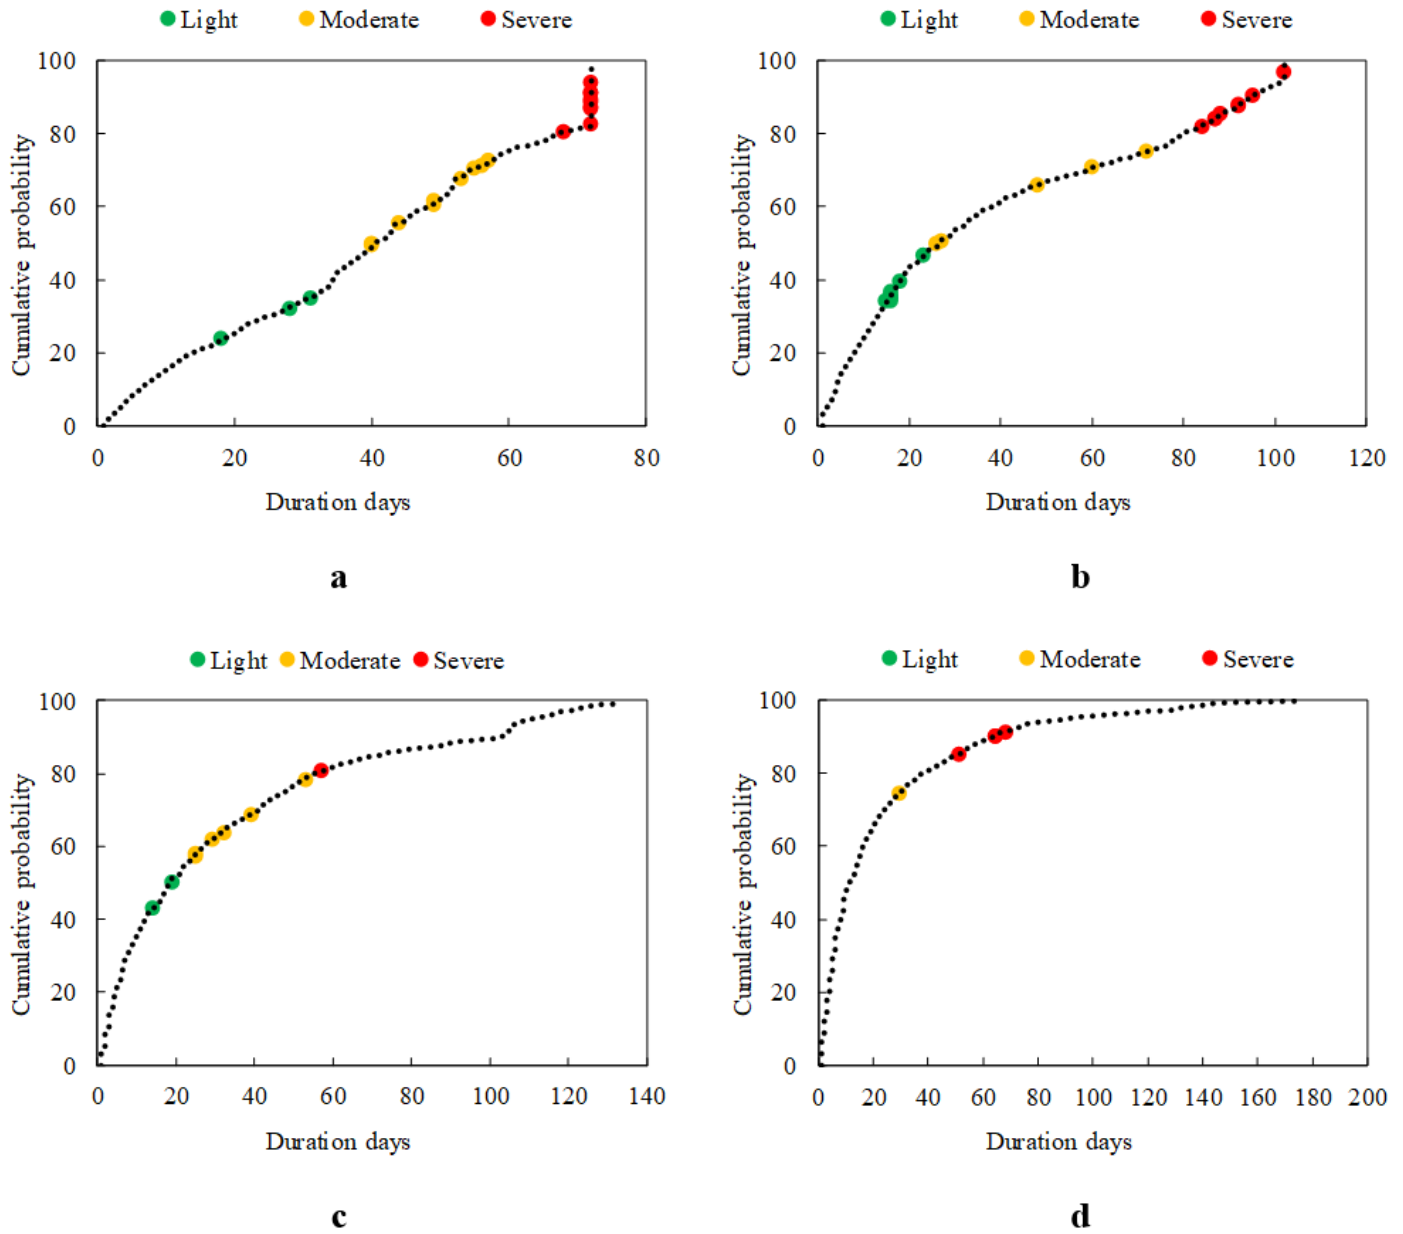 Light Moderate Severe
100
80
60
40
20
0
Cumulative probability
0 20 40 60 80
Duration days
a
Light Moderate Severe
100
80
60
40
20
0
Cumulative probability
0 20 40 60 80 100 120
Duration days
b
Light Moderate Severe
100
80
60
40
20
0
Cumulative probability
0 20 40 60 80 100 120 140
Duration days
c
Light Moderate Severe
100
80
60
40
20
0
Cumulative probability
0 20 40 60 80 100 120 140 160 180 200
Duration days
d